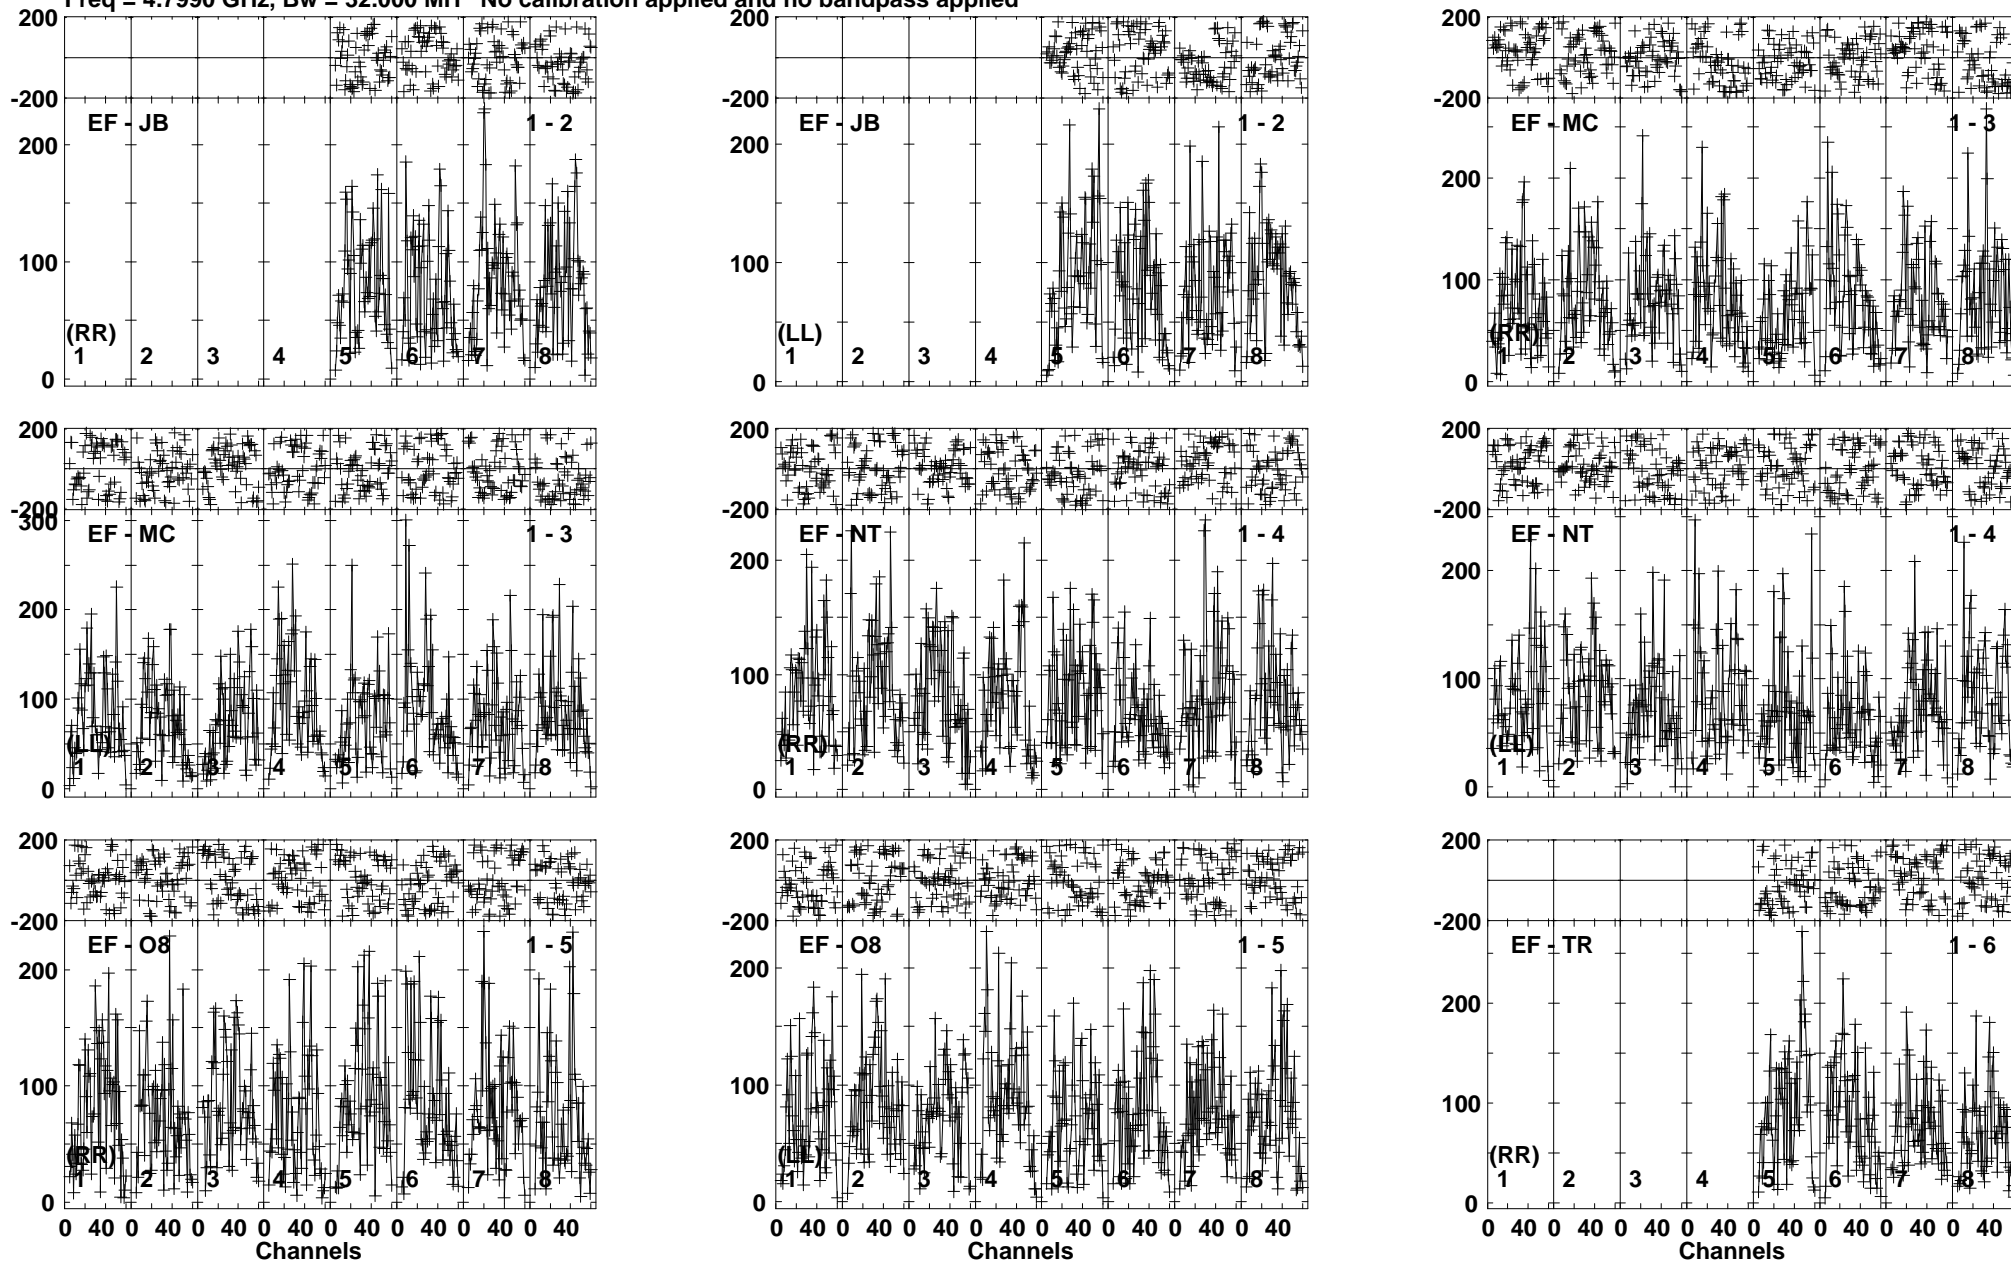 Freq = 4.7990 GHz, Bw = 32.000 MH No calibration applied and no bandpass applied
200 200 200
-200 -200 -200
EF - JB 1 - 2 EF - JB 1 - 2 EF - MC 1 - 3
200 200 200
100 100 100
(RR) (LL) (RR)
1 2 3 4 5 6 7 8 1 2 3 4 5 6 7 8 1 2 3 4 5 6 7 8
0 0 0
200 200 200
-200 -200 -200
300
EF - MC 1 - 3 EF - NT 1 - 4 EF - NT 1 - 4
200 200 200
100 100 100
(LL) (RR) (LL)
1 2 3 4 5 6 7 8 1 2 3 4 5 6 7 8 1 2 3 4 5 6 7 8
0 0 0
200 200 200
-200 -200 -200
EF - O8 1 - 5 EF - O8 1 - 5 EF - TR 1 - 6
200 200 200
100 100 100
(RR) (LL) (RR)
1 2 3 4 5 6 7 8 1 2 3 4 5 6 7 8 1 2 3 4 5 6 7 8
0 0 0
0 40 0 40 0 40 0 40 0 40 0 40 0 40 0 40 0 40 0 40 0 40 0 40 0 40 0 40 0 40 0 40 0 40 0 40 0 40 0 40 0 40 0 40 0 40 0 40
Channels Channels Channels